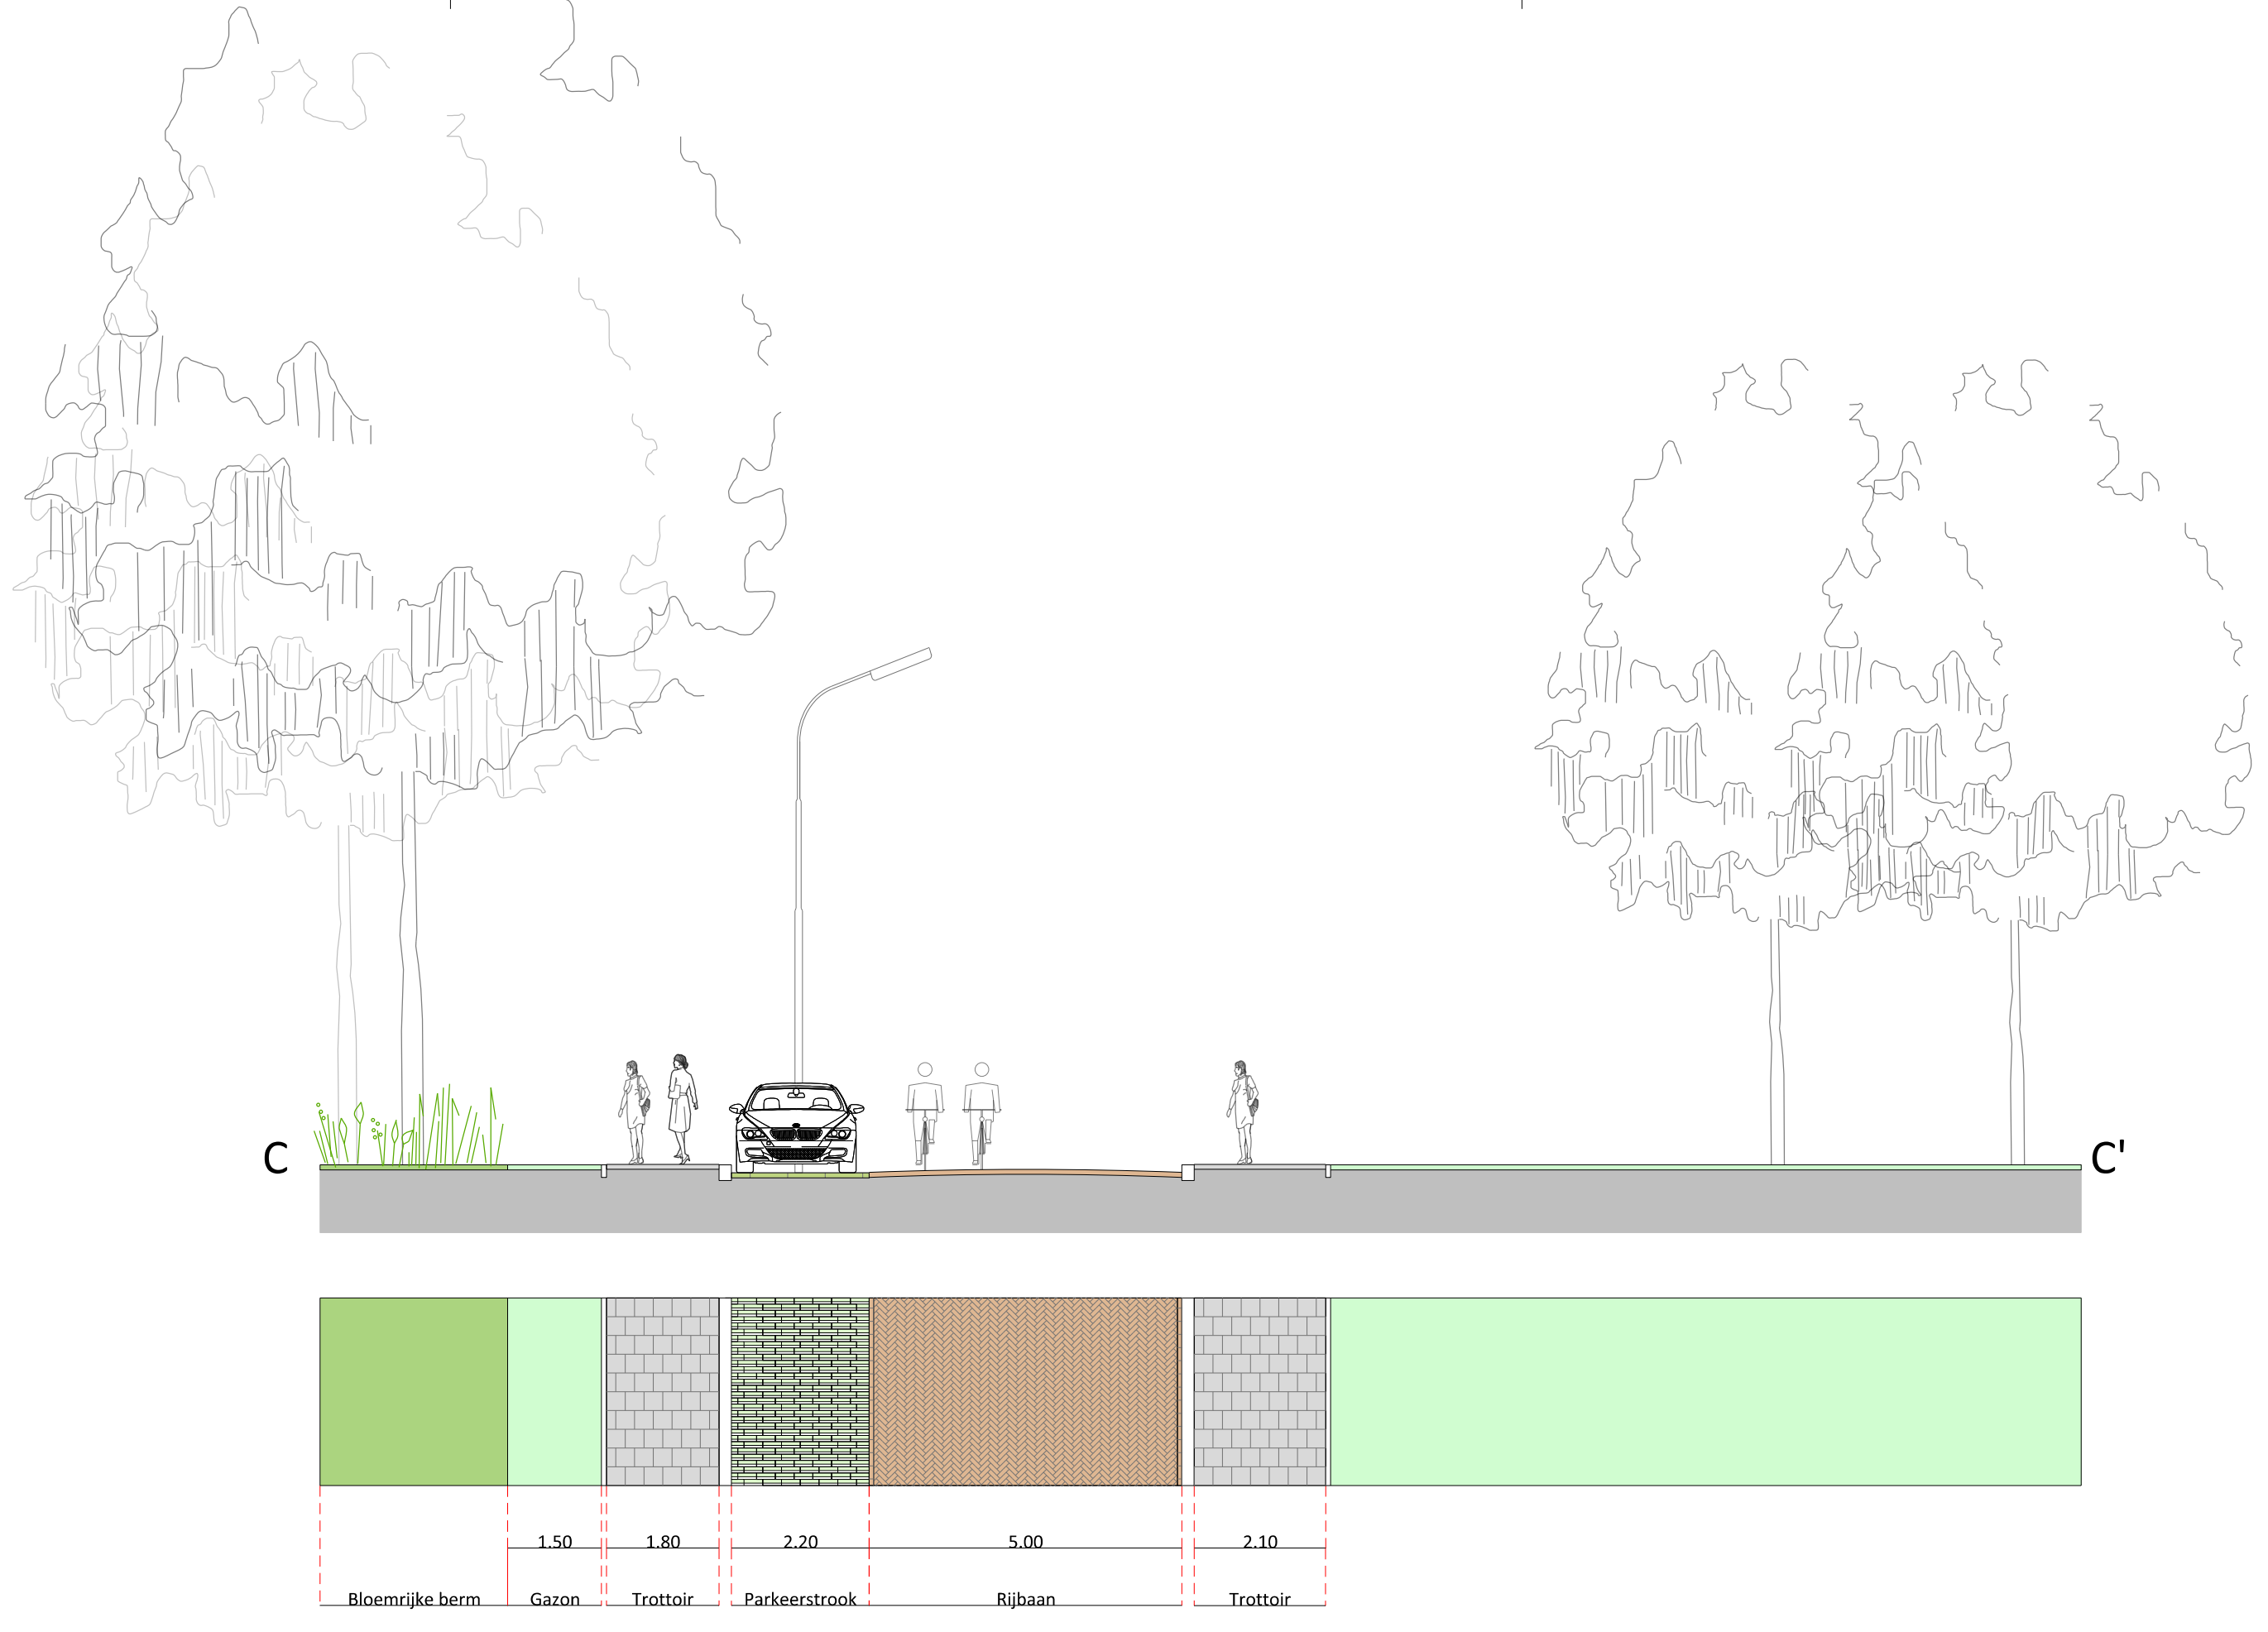 C C'
1.50 1.80 2.20 5.00 2.10
Bloemrijke berm Gazon Trottoir Parkeerstrook Rijbaan Trottoir